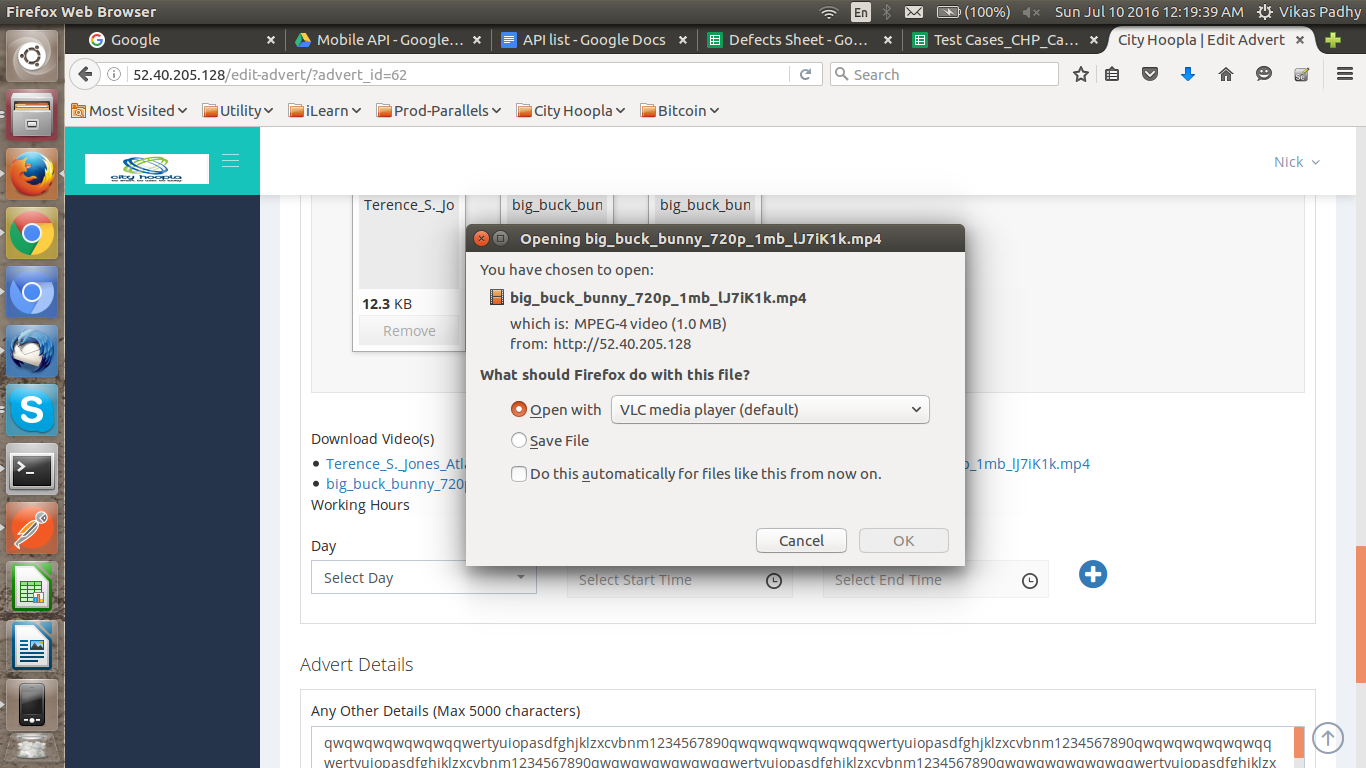 Firefox Web Browser
En
(100%)
Sun Jul 10 2016 12:19:39 AM
Vikas Padhy
Google
Mobile API - Google...
API list - Google Docs
Defects Sheet - Go...
Test Cases_CHP_Ca...
City Hoopla | Edit Advert
52.40.205.128/edit-advert/?advert_id=62
Search
Most Visited
Utility
iLearn
Prod-Parallels
City Hoopla
Bitcoin
city hoopla
Nick
Terence_S._Jo
big_buck_bun
big_buck_bun
12.3 KB
Remove
Opening big_buck_bunny_720p_1mb_lJ7iK1k.mp4
You have chosen to open:
big_buck_bunny_720p_1mb_lJ7iK1k.mp4
which is: MPEG-4 video (1.0 MB)
from: http://52.40.205.128
What should Firefox do with this file?
Open with
VLC media player (default)
Save File
Do this automatically for files like this from now on.
Cancel
OK
Download Video(s)
Terence_S._Jones_Atl
_1mb_lJ7iK1k.mp4
big_buck_bunny_720
Working Hours
Day
Select Day
Select Start Time
Select End Time
Advert Details
Any Other Details (Max 5000 characters)
qwqwqwqwqwqwqqwertyuiopasdfghjklzxcvbnm1234567890qwqwqwqwqwqwqqwertyuiopasdfghjklzxcvbnm1234567890qwqwqwqwqwqwqq
wertyuiopasdfghjklzxcvbnm1234567890qwqwqwqwqwqwqqwertyuiopasdfghjklzxcvbnm1234567890qwqwqwqwqwqwqqwertyuiopasdfghjklzx